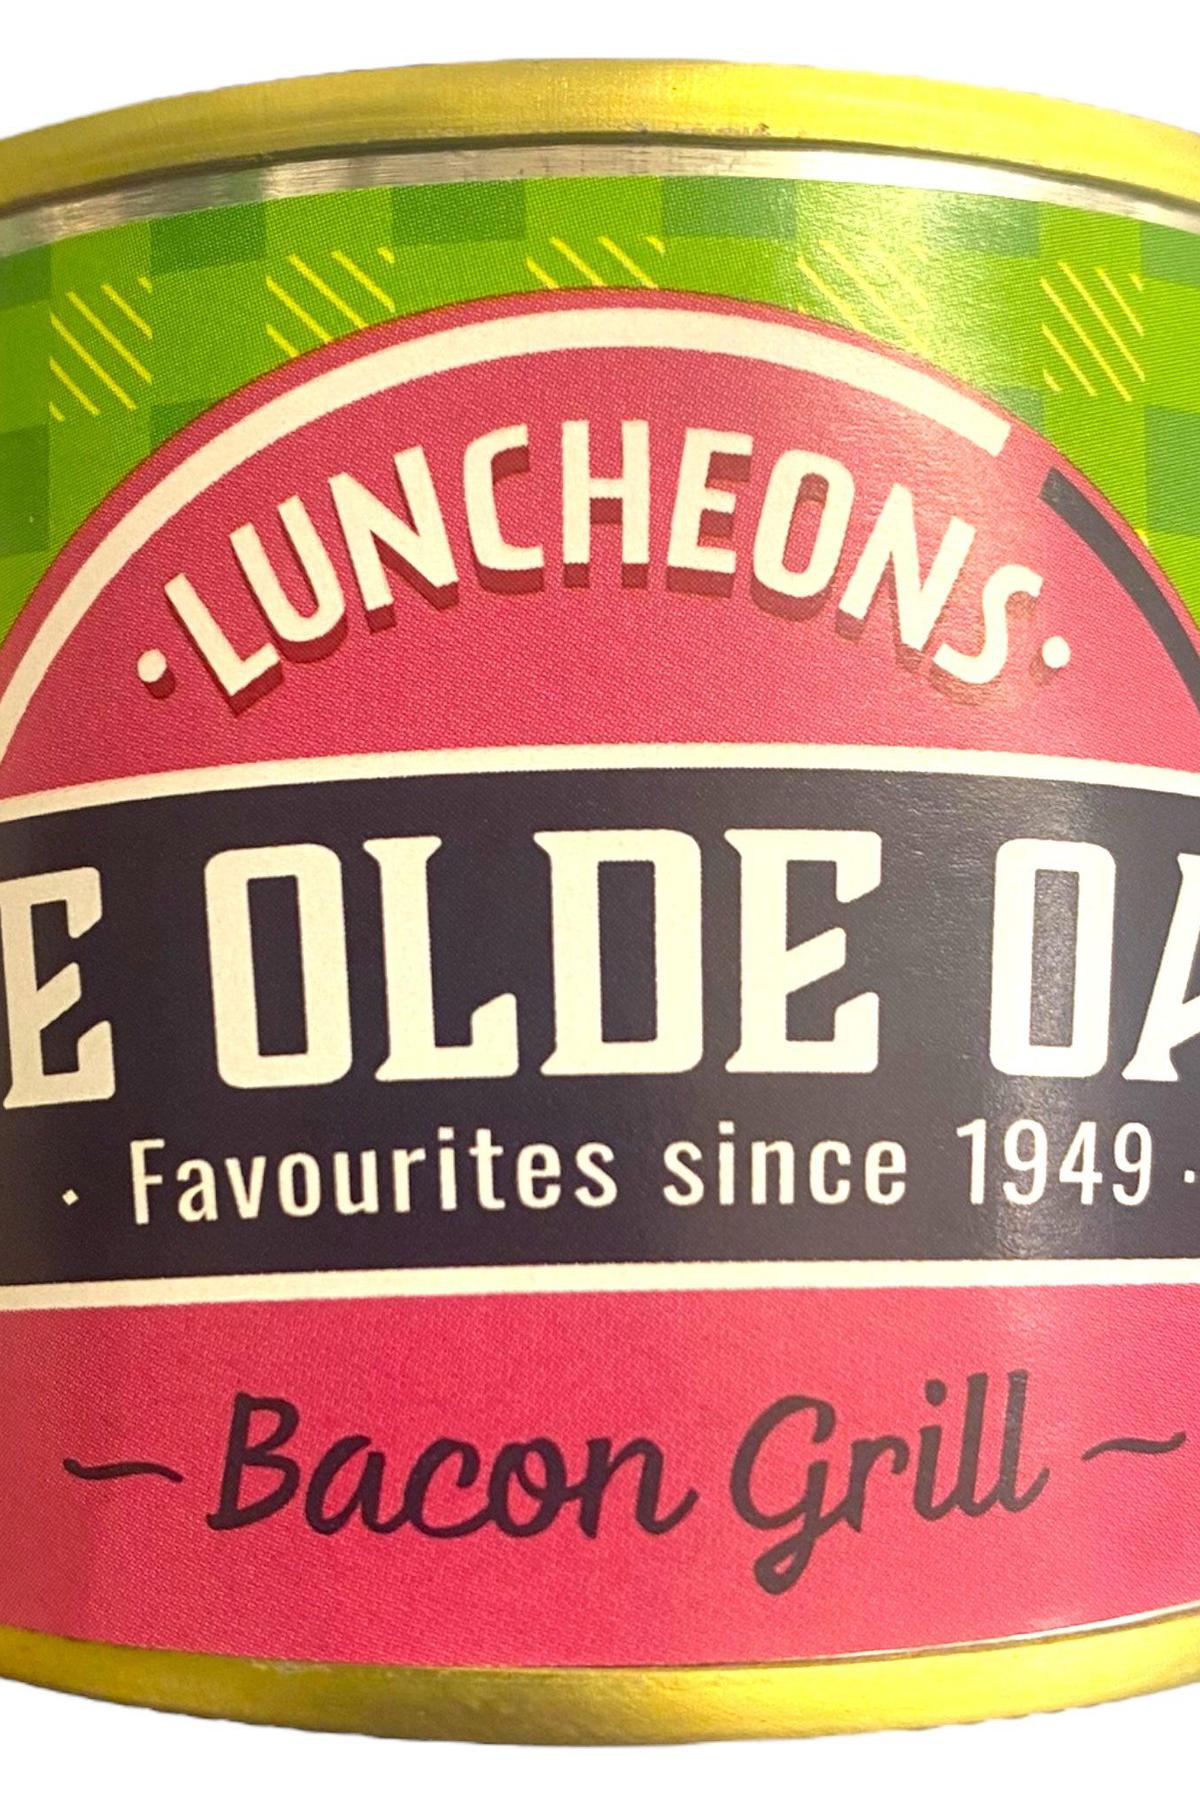 ·LUNCHEONS·
E OLDE OA
· Favourites since 1949 ·
~Bacon Grill~